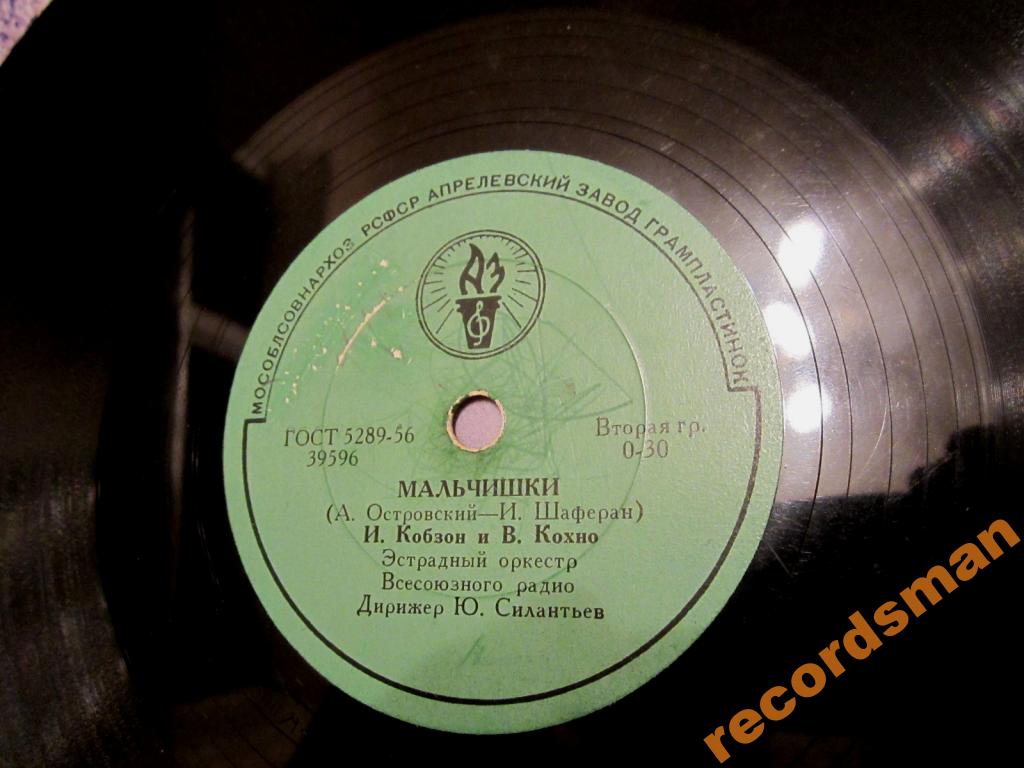 МОСОБЛСОВНАРХОЗ РСФСР АПРЕЛЕВСКИЙ ЗАВОД ГРАМПЛАСТИНОК
АЗ
ГОСТ 5289-56
39596
Вторая гр.
0-30
МАЛЬЧИШКИ
(А. Островский—И. Шаферан)
И. Кобзон и В. Кохно
Эстрадный оркестр
Всесоюзного радио
Дирижер Ю. Силантьев
recordsman